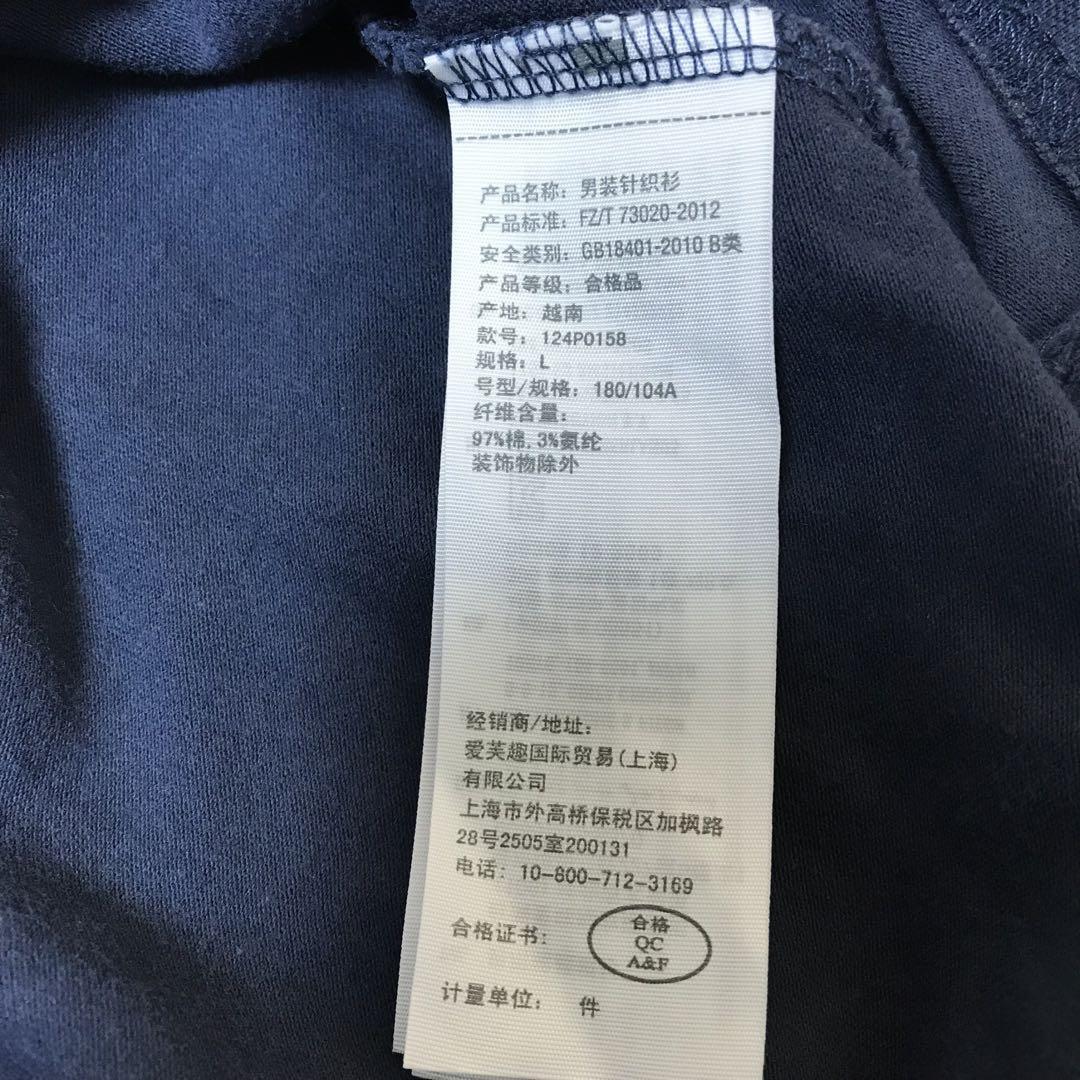 产品名称：男装针织衫
产品标准：FZ/T 73020-2012
安全类别：GB18401-2010 B类
产品等级：合格品
产地：越南
款号：124P0158
规格：L
号型/规格：180/104A
纤维含量：
97%棉,3%氨纶
装饰物除外
经销商/地址：
爱芙趣国际贸易(上海)
有限公司
上海市外高桥保税区加枫路
28号2505室200131
电话：10-800-712-3169
合格证书：
合格
QC
A&F
计量单位： 件